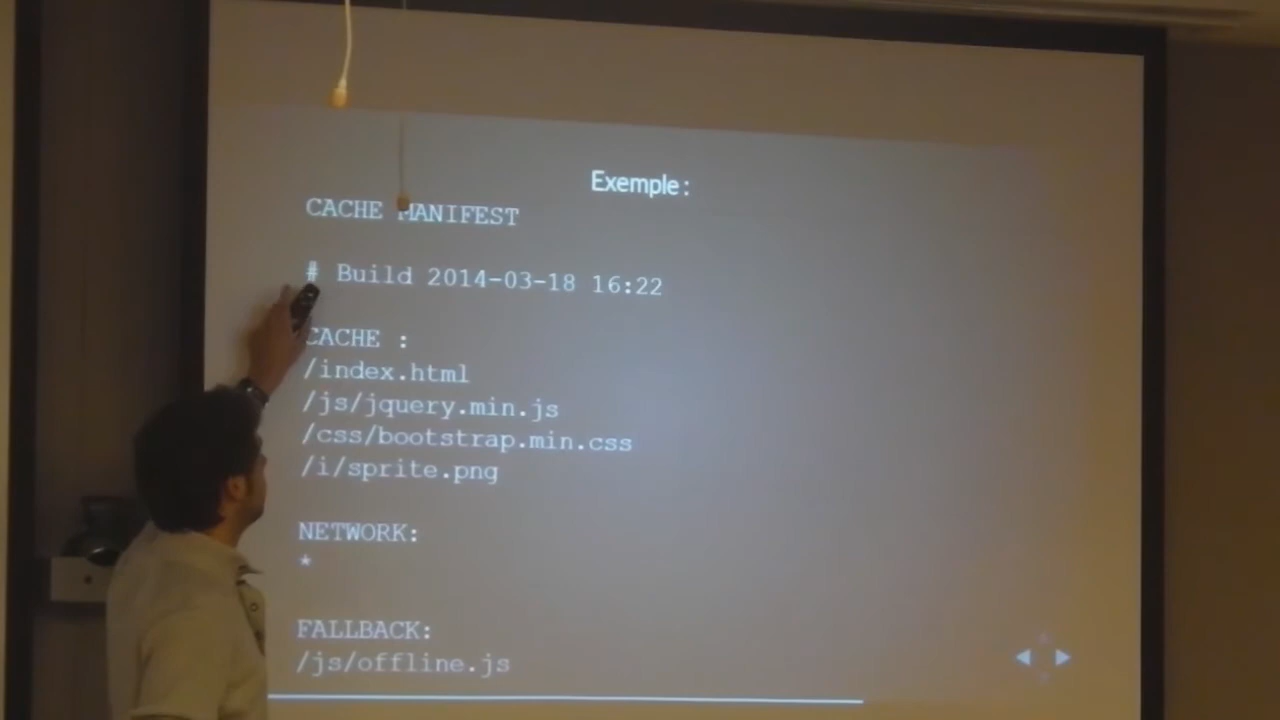 Exemple :
CACHE MANIFEST
# Build 2014-03-18 16:22
CACHE :
/index.html
/js/jquery.min.js
/css/bootstrap.min.css
/i/sprite.png
NETWORK:
*
FALLBACK:
/js/offline.js